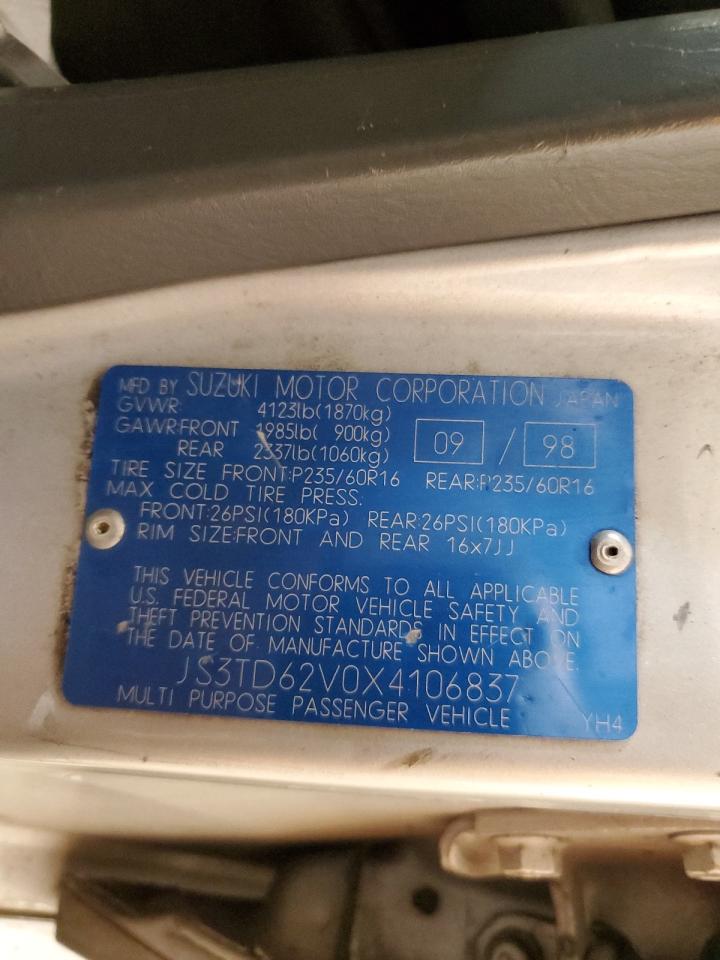 MFD BY SUZUKI MOTOR CORPORATION JAPAN
GVWR 4123lb(1870kg)
GAWR:FRONT 1985lb( 900kg)
REAR 2337lb(1060kg)
09 / 98
TIRE SIZE FRONT:P235/60R16 REAR:P235/60R16
MAX COLD TIRE PRESS.
FRONT:26PSI(180KPa) REAR:26PSI(180KPa)
RIM SIZE:FRONT AND REAR 16x7JJ
THIS VEHICLE CONFORMS TO ALL APPLICABLE
U.S. FEDERAL MOTOR VEHICLE SAFETY AND
THEFT PREVENTION STANDARDS IN EFFECT ON
THE DATE OF MANUFACTURE SHOWN ABOVE.
JS3TD62V0X4106837
MULTI PURPOSE PASSENGER VEHICLE YH4